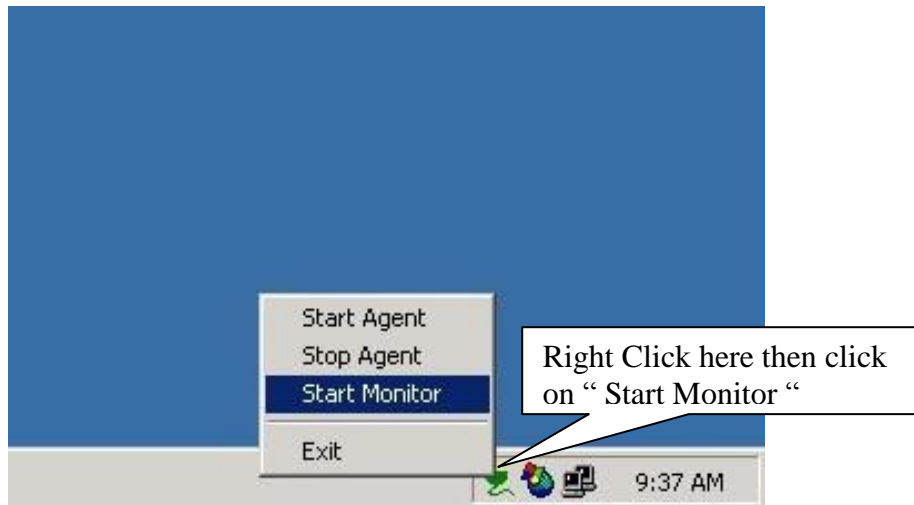 Start Agent
Stop Agent
Start Monitor
Exit
Right Click here then click
on “ Start Monitor “
9:37 AM